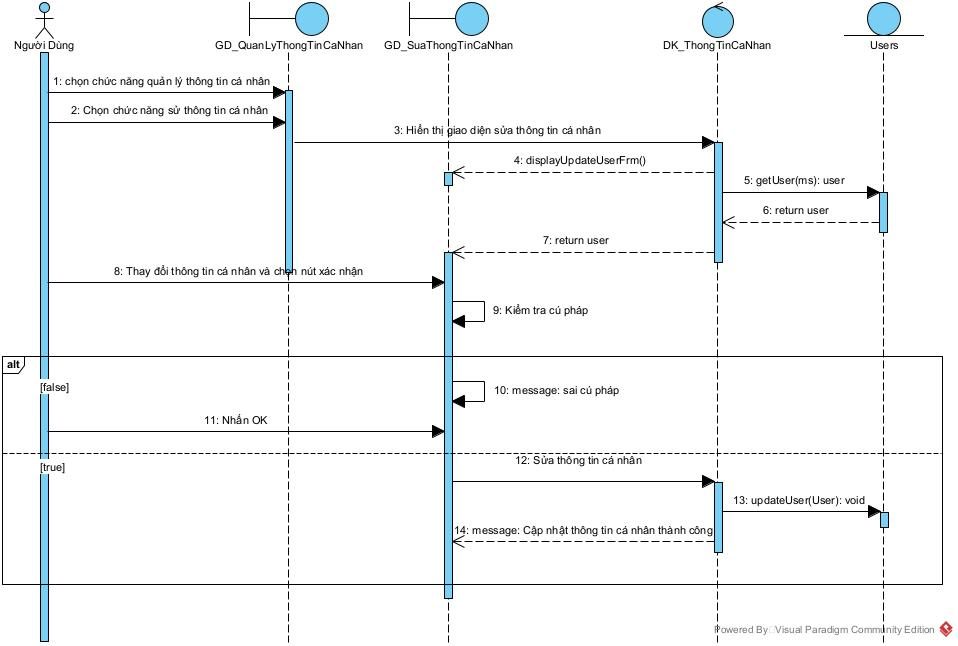 Người Dùng
GD_QuanLyThongTinCaNhan
GD_SuaThongTinCaNhan
DK_ThongTinCaNhan
Users
1: chọn chức năng quản lý thông tin cá nhân
2: Chọn chức năng sử thông tin cá nhân
3: Hiển thị giao diện sửa thông tin cá nhân
4: displayUpdateUserFrm()
5: getUser(ms): user
6: return user
7: return user
8: Thay đổi thông tin cá nhân và chọn nút xác nhận
9: Kiểm tra cú pháp
alt
[false]
10: message: sai cú pháp
11: Nhấn OK
[true]
12: Sửa thông tin cá nhân
13: updateUser(User): void
14: message: Cập nhật thông tin cá nhân thành công
Powered By Visual Paradigm Community Edition